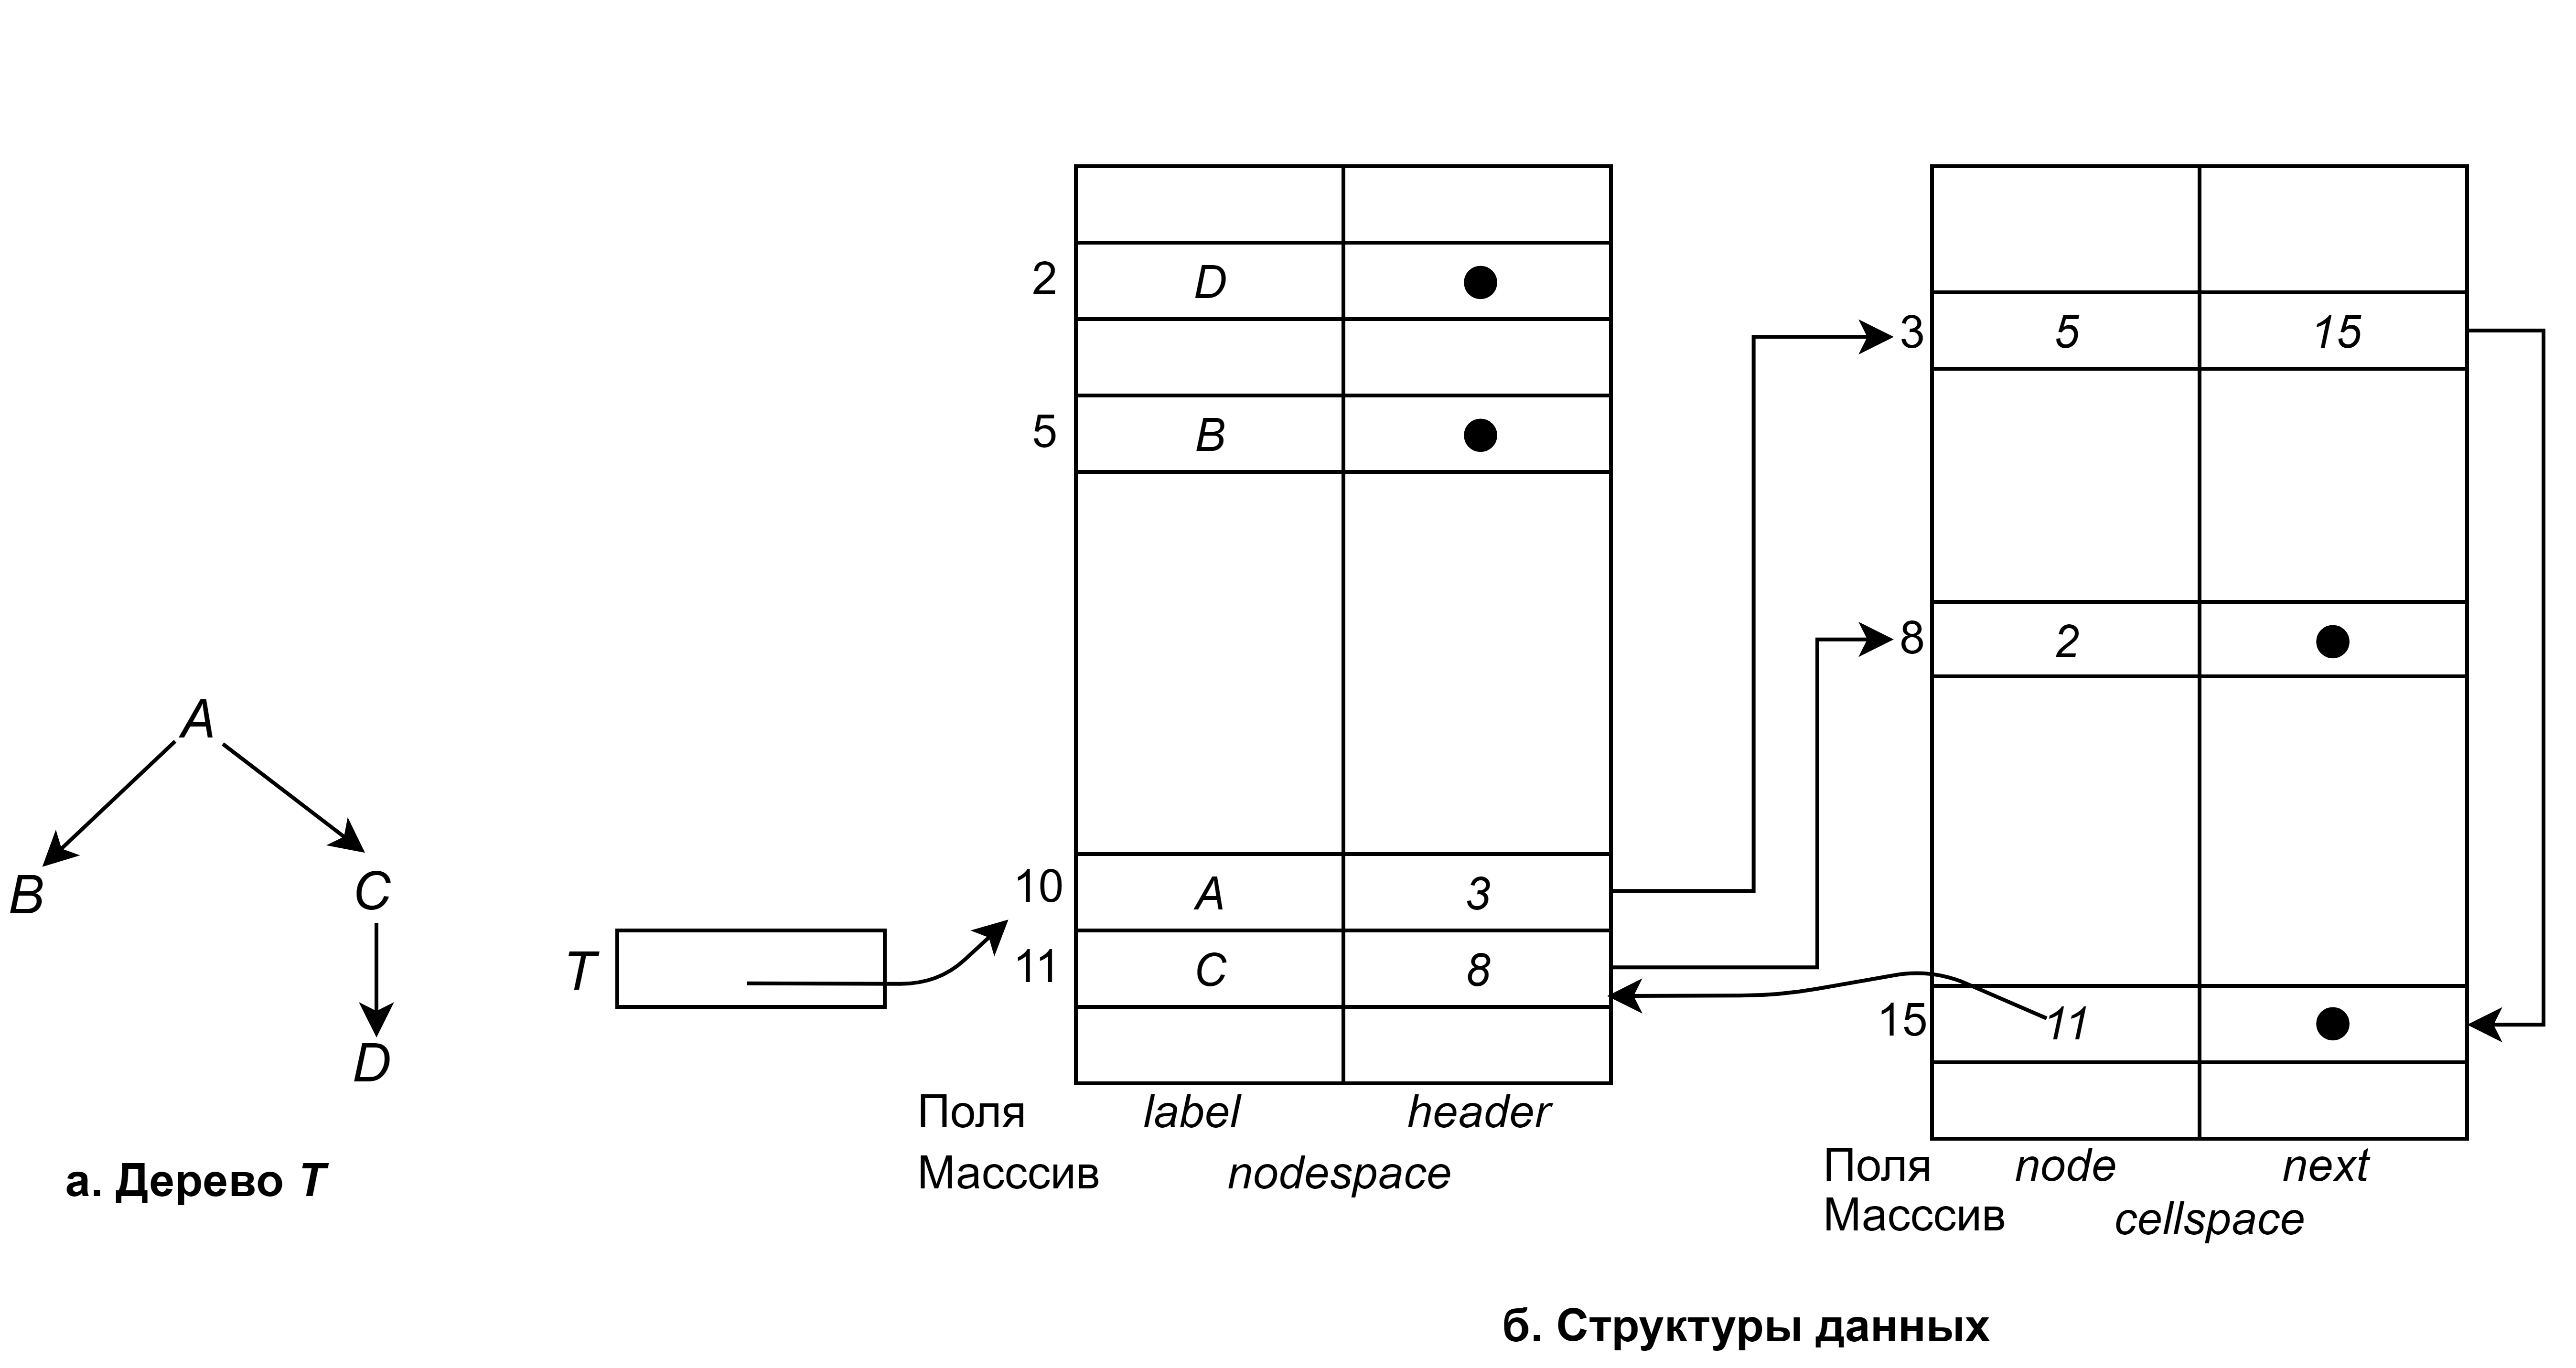 A
B
C
D
а. Дерево T
T
2 D
5 B
10 A 3
11 C 8
Поля label header
Масссив nodespace
3 5 15
8 2
15 11
Поля node next
Масссив cellspace
б. Структуры данных